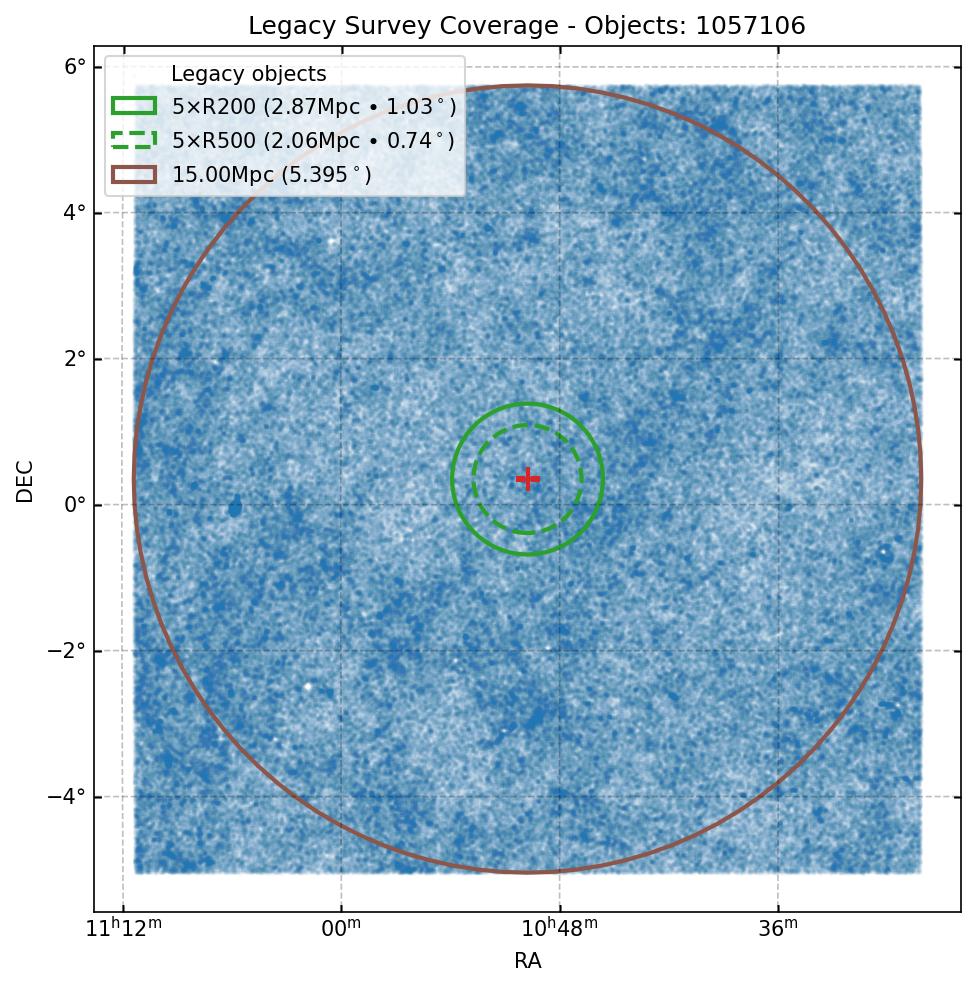 Legacy Survey Coverage - Objects: 1057106
Legacy objects
5×R200 (2.87Mpc • 1.03°)
5×R500 (2.06Mpc • 0.74°)
15.00Mpc (5.395°)
6°
4°
2°
0°
−2°
−4°
DEC
11ʰ12ᵐ 00ᵐ 10ʰ48ᵐ 36ᵐ
RA